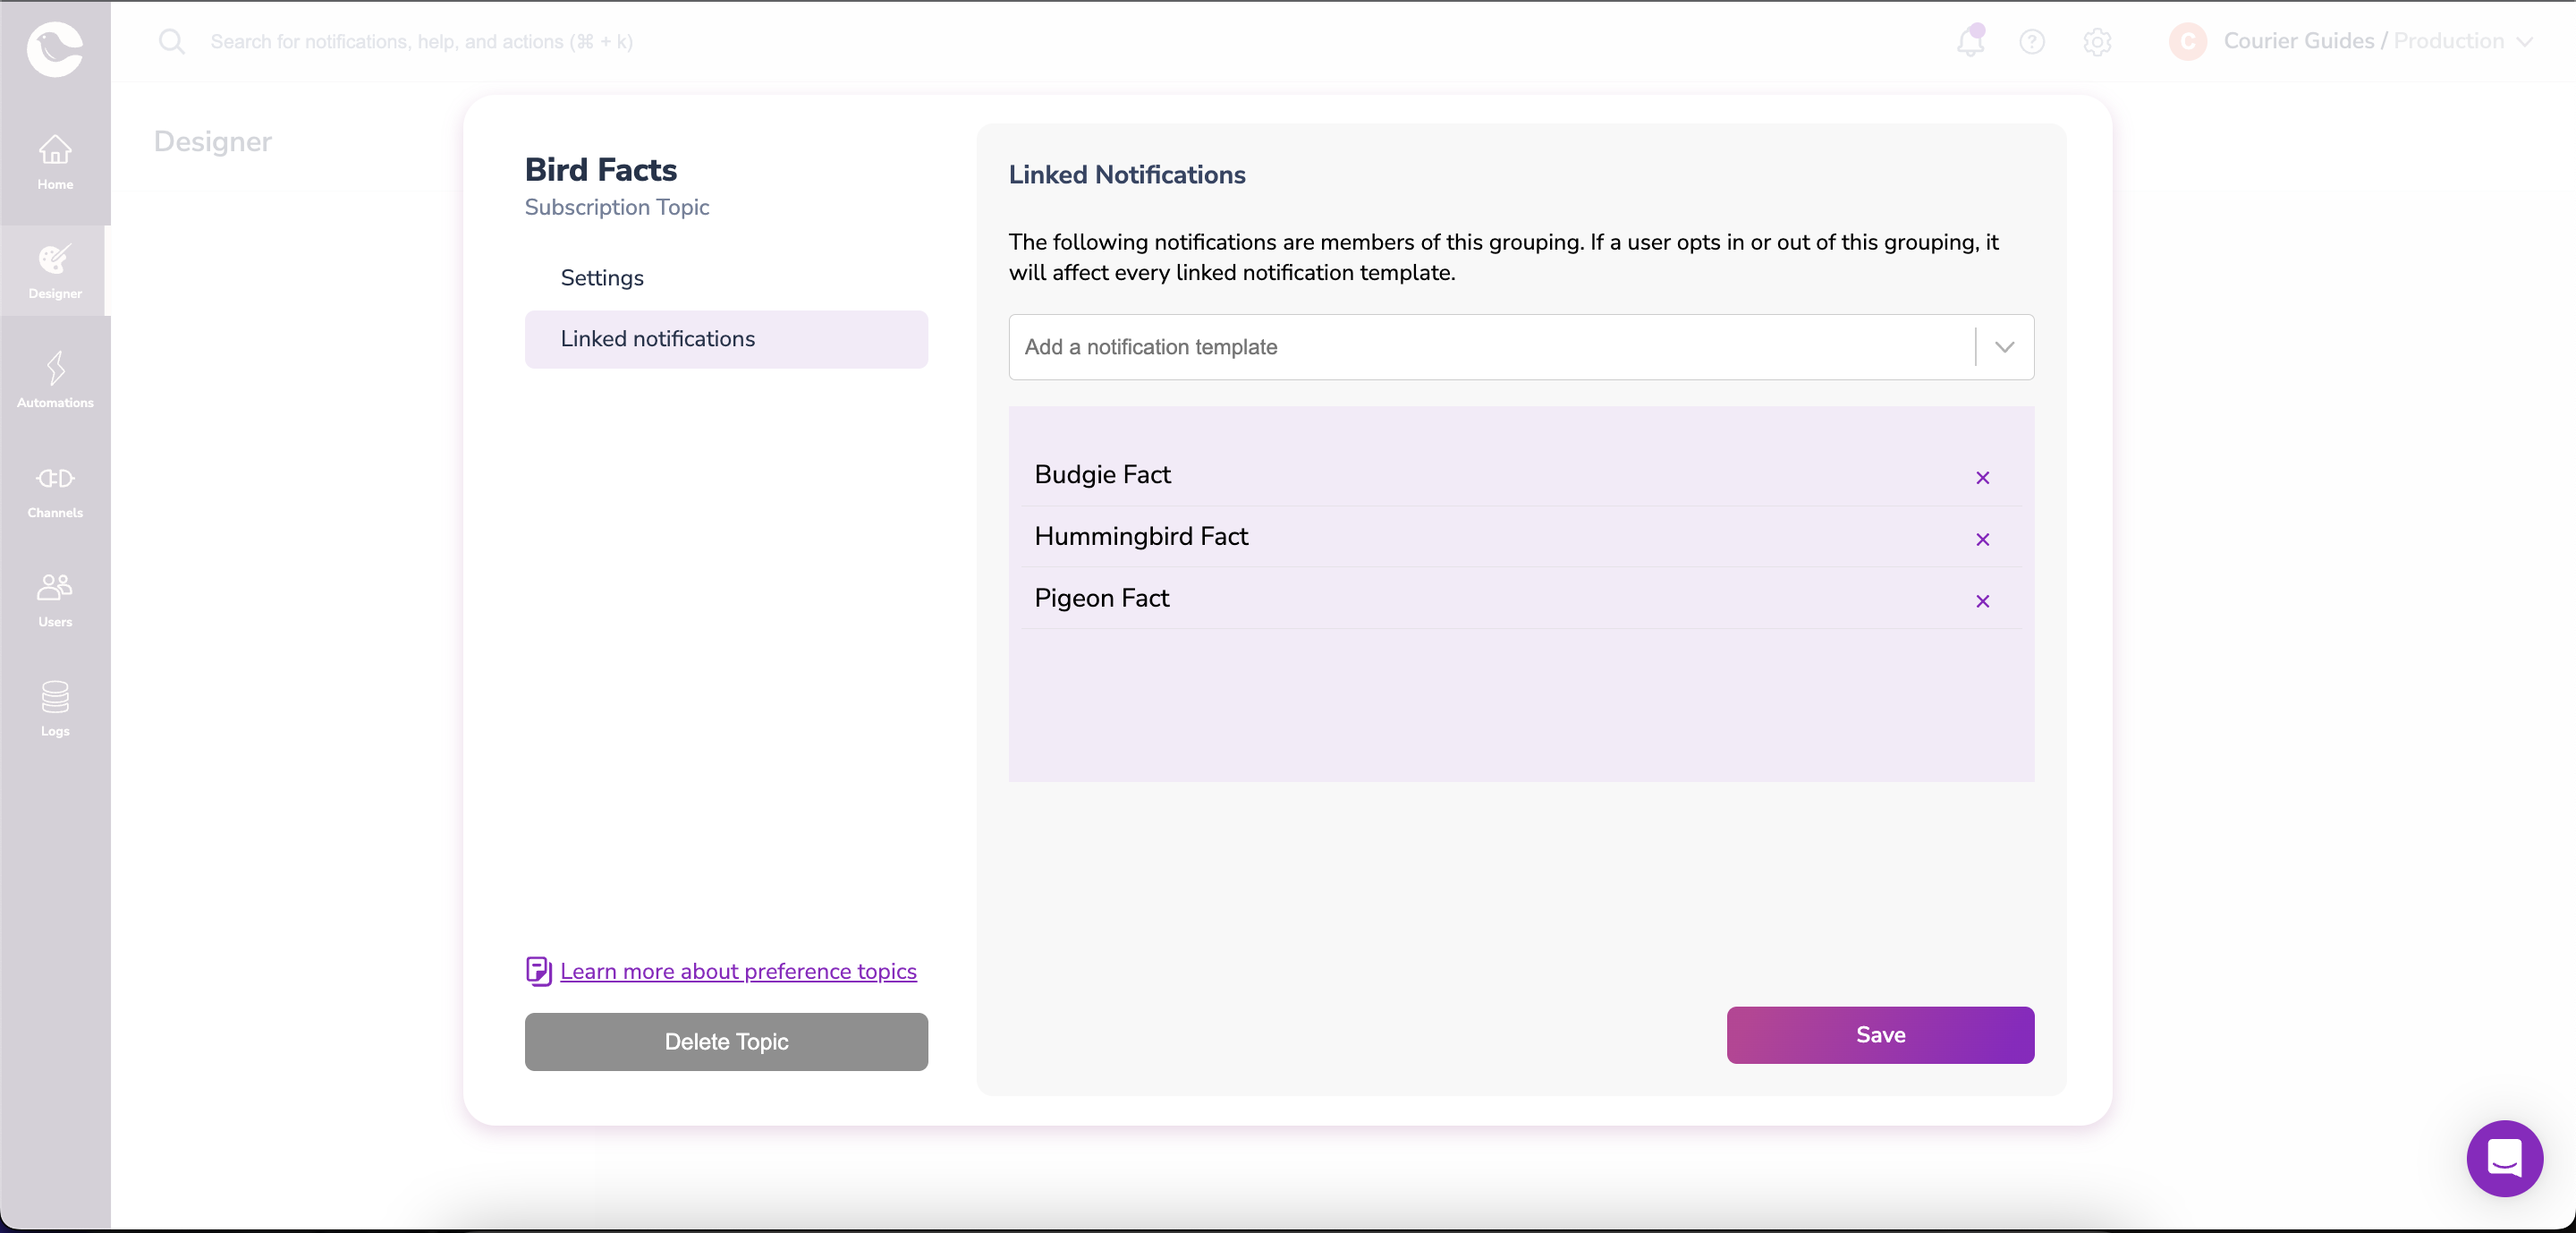 Search for notifications, help, and actions (⌘ + k)
C
Courier Guides / Production
Home
Designer
Automations
Channels
Users
Logs
Designer
Bird Facts
Subscription Topic
Settings
Linked notifications
Learn more about preference topics
Delete Topic
Linked Notifications
The following notifications are members of this grouping. If a user opts in or out of this grouping, it
will affect every linked notification template.
Add a notification template
Budgie Fact
Hummingbird Fact
Pigeon Fact
Save